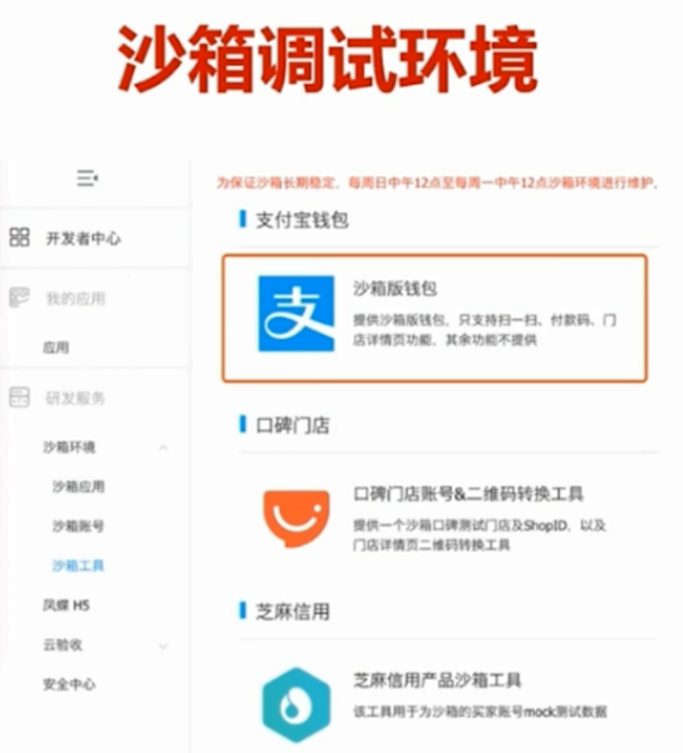 沙箱调试环境
为保证沙箱长期稳定，每周日中午12点至每周一中午12点沙箱环境进行维护，
开发者中心
我的应用
应用
研发服务
沙箱环境
沙箱应用
沙箱账号
沙箱工具
凤蝶 H5
云验收
安全中心
支付宝钱包
支
沙箱版钱包
提供沙箱版钱包，只支持扫一扫、付款码、门
店详情页功能，其余功能不提供
口碑门店
口碑门店账号&二维码转换工具
提供一个沙箱口碑测试门店及ShopID，以及
门店详情页二维码转换工具
芝麻信用
芝麻信用产品沙箱工具
该工具用于为沙箱的买家账号mock测试数据